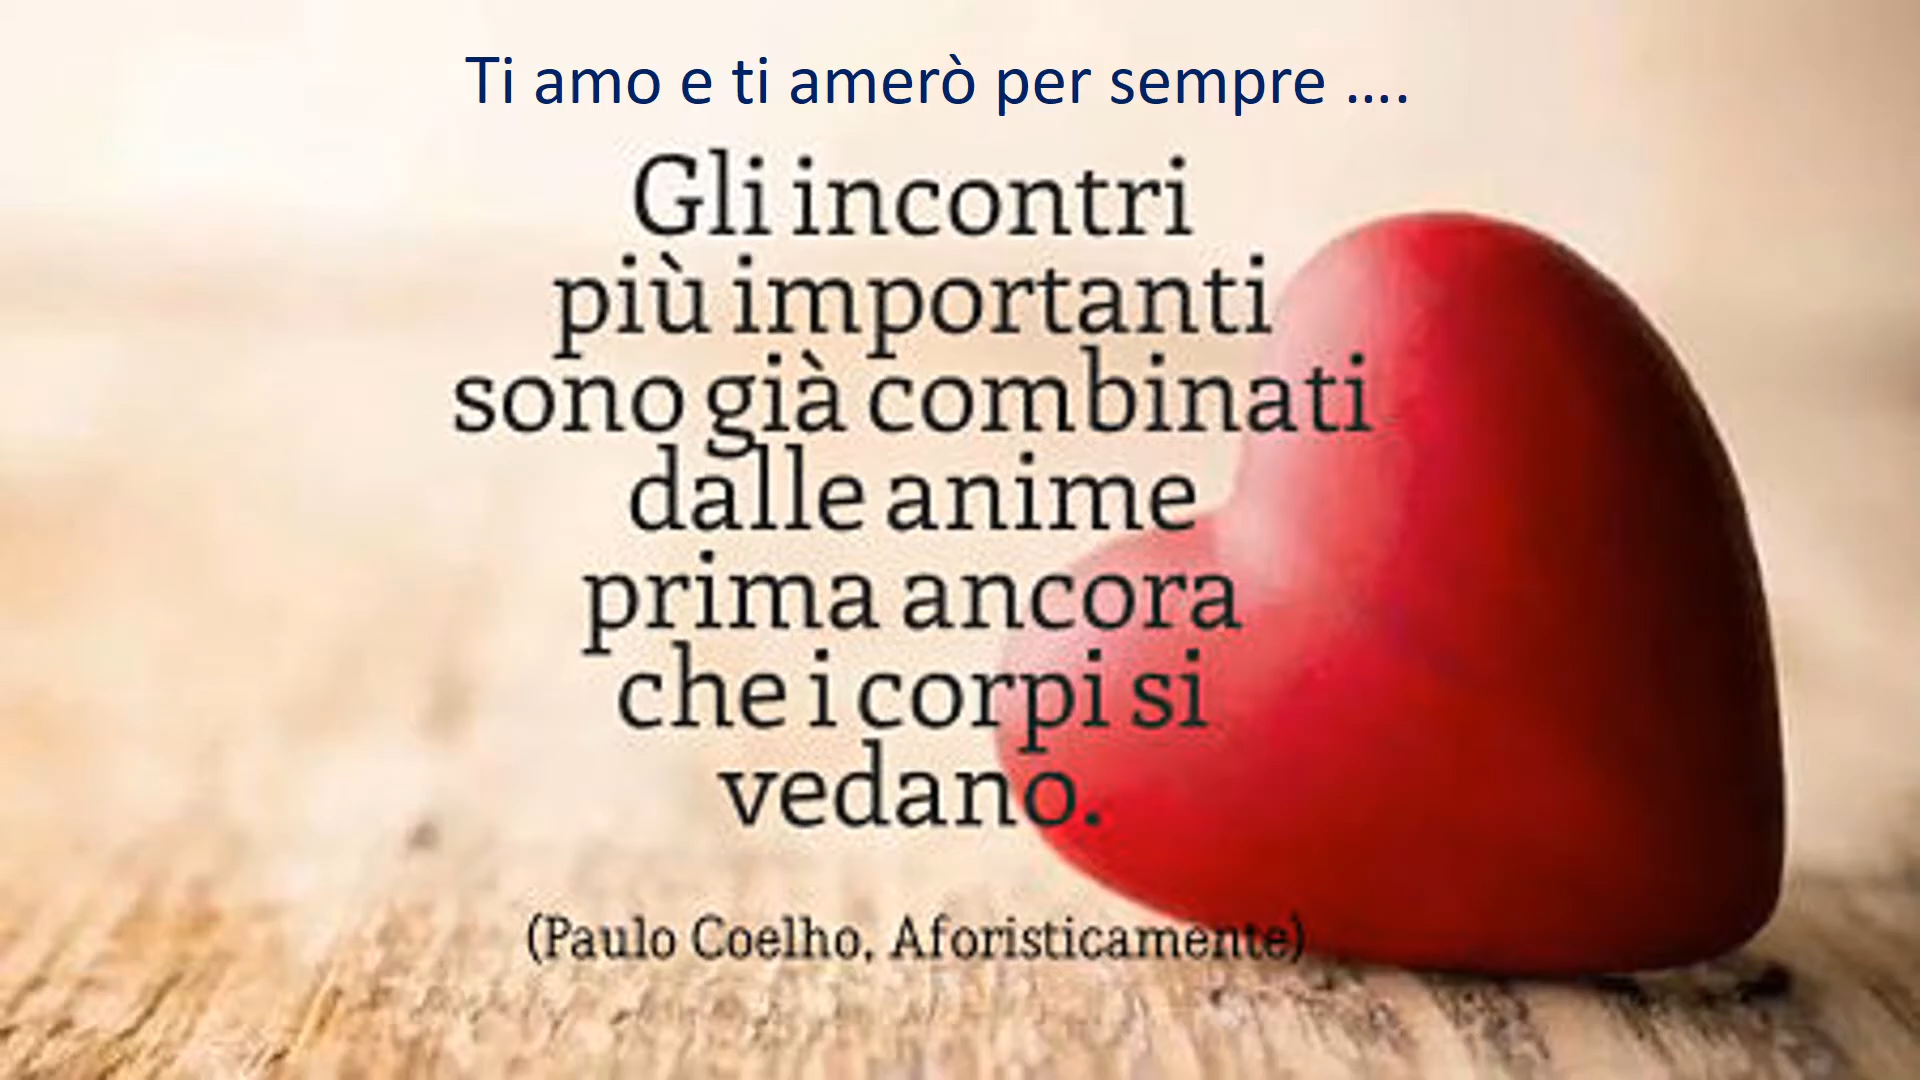 Ti amo e ti amerò per sempre ....
Gli incontri
più importanti
sono già combinati
dalle anime
prima ancora
che i corpi si
vedano.
(Paulo Coelho, Aforisticamente)